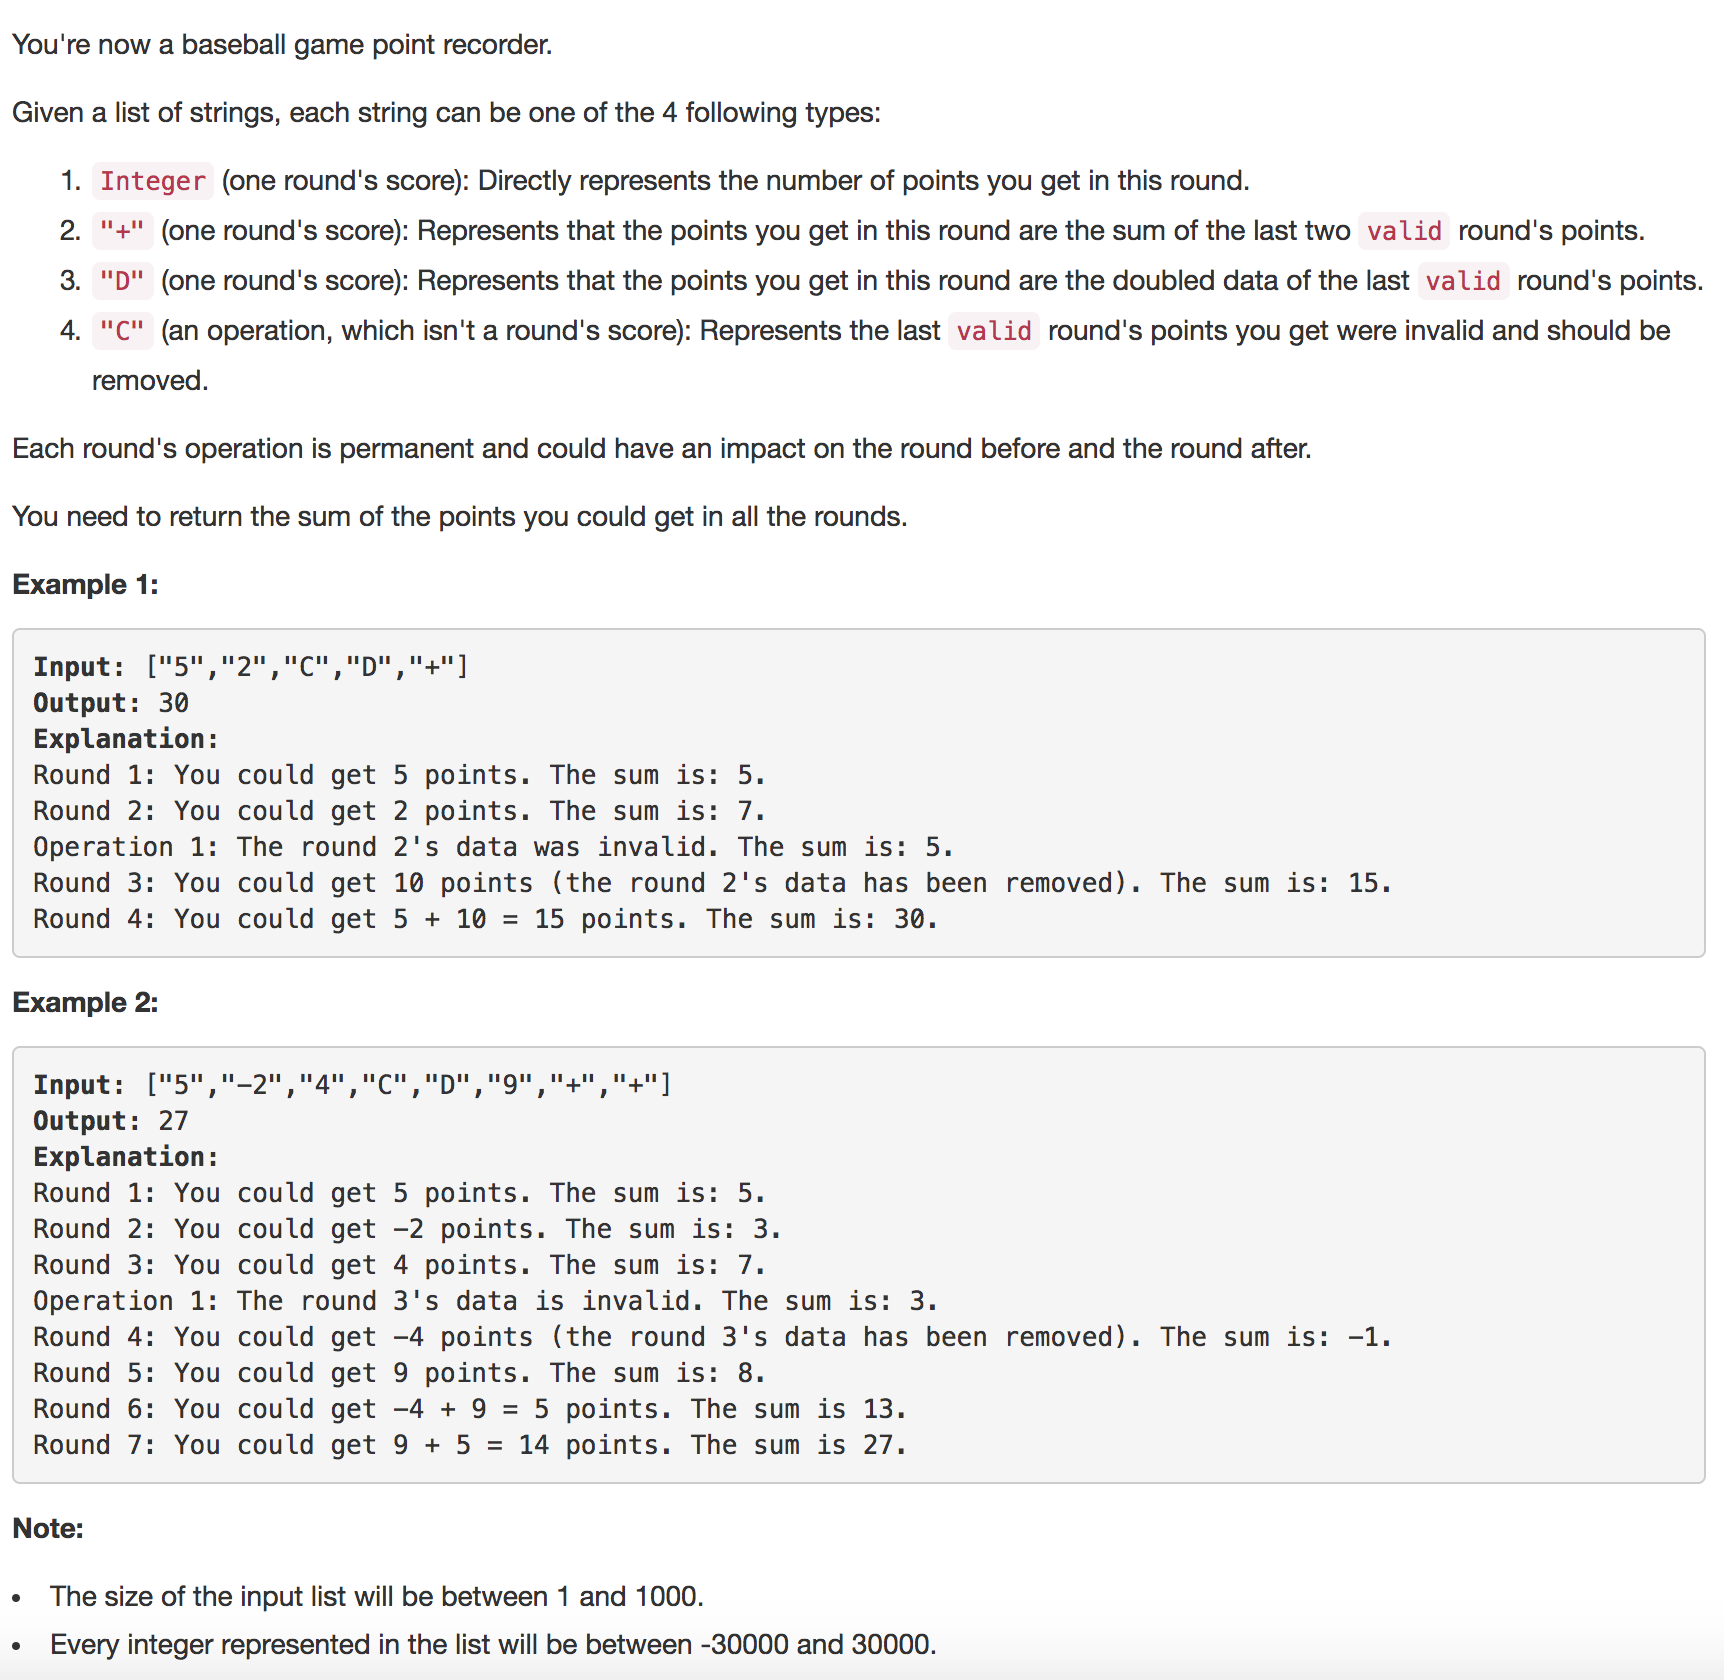 You're now a baseball game point recorder.
Given a list of strings, each string can be one of the 4 following types:
1. Integer (one round's score): Directly represents the number of points you get in this round.
2. "+" (one round's score): Represents that the points you get in this round are the sum of the last two valid round's points.
3. "D" (one round's score): Represents that the points you get in this round are the doubled data of the last valid round's points.
4. "C" (an operation, which isn't a round's score): Represents the last valid round's points you get were invalid and should be
removed.
Each round's operation is permanent and could have an impact on the round before and the round after.
You need to return the sum of the points you could get in all the rounds.
Example 1:
Input: ["5","2","C","D","+"]
Output: 30
Explanation:
Round 1: You could get 5 points. The sum is: 5.
Round 2: You could get 2 points. The sum is: 7.
Operation 1: The round 2's data was invalid. The sum is: 5.
Round 3: You could get 10 points (the round 2's data has been removed). The sum is: 15.
Round 4: You could get 5 + 10 = 15 points. The sum is: 30.
Example 2:
Input: ["5","-2","4","C","D","9","+","+"]
Output: 27
Explanation:
Round 1: You could get 5 points. The sum is: 5.
Round 2: You could get -2 points. The sum is: 3.
Round 3: You could get 4 points. The sum is: 7.
Operation 1: The round 3's data is invalid. The sum is: 3.
Round 4: You could get -4 points (the round 3's data has been removed). The sum is: -1.
Round 5: You could get 9 points. The sum is: 8.
Round 6: You could get -4 + 9 = 5 points. The sum is 13.
Round 7: You could get 9 + 5 = 14 points. The sum is 27.
Note:
• The size of the input list will be between 1 and 1000.
• Every integer represented in the list will be between -30000 and 30000.